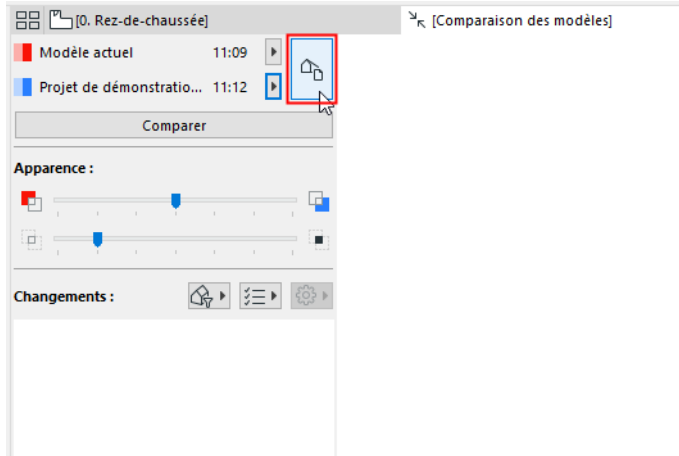 [0. Rez-de-chaussée]
[Comparaison des modèles]
Modèle actuel 11:09
Projet de démonstratio... 11:12
Comparer
Apparence :
Changements :